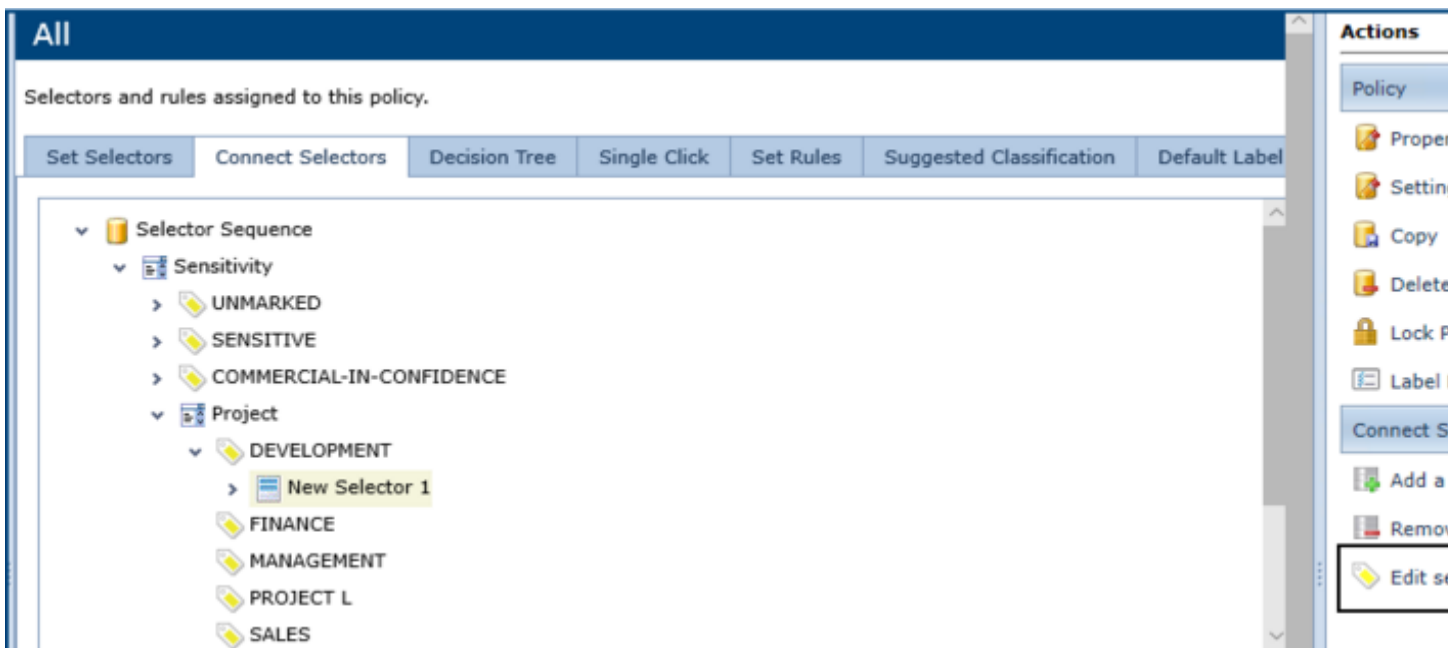 All
Selectors and rules assigned to this policy.
Set Selectors Connect Selectors Decision Tree Single Click Set Rules Suggested Classification Default Label
Selector Sequence
Sensitivity
UNMARKED
SENSITIVE
COMMERCIAL-IN-CONFIDENCE
Project
DEVELOPMENT
New Selector 1
FINANCE
MANAGEMENT
PROJECT L
SALES
Actions
Policy
Proper
Settin
Copy
Delete
Lock P
Label
Connect S
Add a
Remov
Edit se